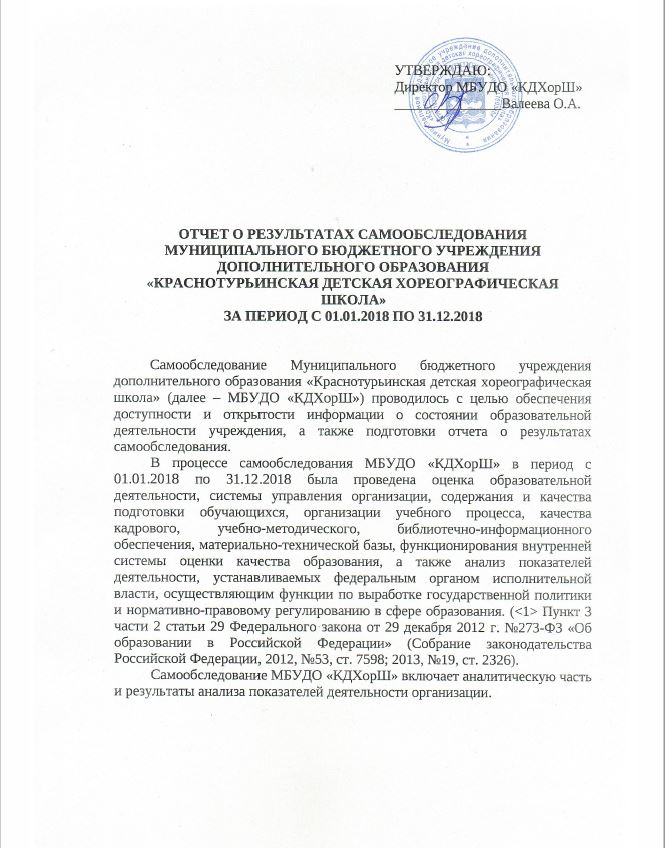 УТВЕРЖДАЮ:
Директор МБУДО «КДХорШ»
Валеева О.А.
ОТЧЕТ О РЕЗУЛЬТАТАХ САМООБСЛЕДОВАНИЯ
МУНИЦИПАЛЬНОГО БЮДЖЕТНОГО УЧРЕЖДЕНИЯ
ДОПОЛНИТЕЛЬНОГО ОБРАЗОВАНИЯ
«КРАСНОТУРЬИНСКАЯ ДЕТСКАЯ ХОРЕОГРАФИЧЕСКАЯ
ШКОЛА»
ЗА ПЕРИОД С 01.01.2018 ПО 31.12.2018
Самообследование Муниципального бюджетного учреждения
дополнительного образования «Краснотурьинская детская хореографическая
школа» (далее – МБУДО «КДХорШ») проводилось с целью обеспечения
доступности и открытости информации о состоянии образовательной
деятельности учреждения, а также подготовки отчета о результатах
самообследования.
В процессе самообследования МБУДО «КДХорШ» в период с
01.01.2018 по 31.12.2018 была проведена оценка образовательной
деятельности, системы управления организации, содержания и качества
подготовки обучающихся, организации учебного процесса, качества
кадрового, учебно-методического, библиотечно-информационного
обеспечения, материально-технической базы, функционирования внутренней
системы оценки качества образования, а также анализ показателей
деятельности, устанавливаемых федеральным органом исполнительной
власти, осуществляющим функции по выработке государственной политики
и нормативно-правовому регулированию в сфере образования. (<1> Пункт 3
части 2 статьи 29 Федерального закона от 29 декабря 2012 г. №273-ФЗ «Об
образовании в Российской Федерации» (Собрание законодательства
Российской Федерации, 2012, №53, ст. 7598; 2013, №19, ст. 2326).
Самообследование МБУДО «КДХорШ» включает аналитическую часть
и результаты анализа показателей деятельности организации.